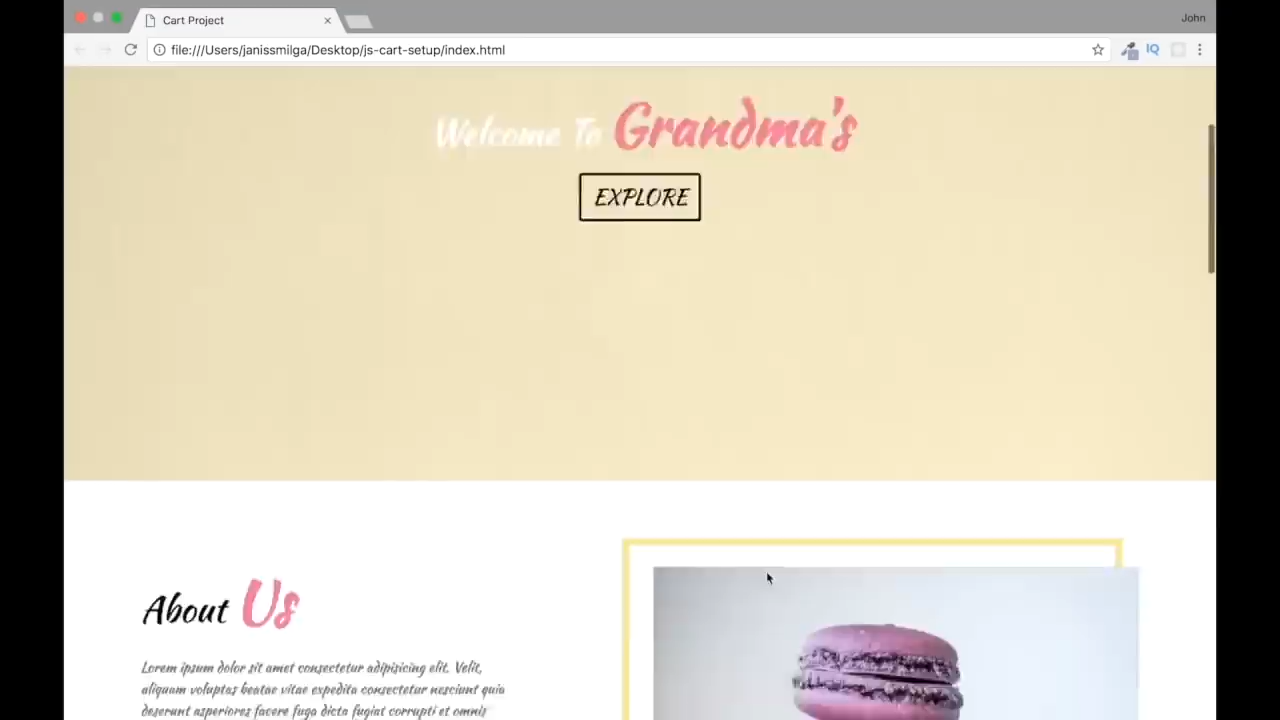 Cart Project
John
file:///Users/janissmilga/Desktop/js-cart-setup/index.html
IQ
Welcome To Grandma's
EXPLORE
About Us
Lorem ipsum dolor sit amet consectetur adipisicing elit. Velit,
aliquam voluptas beatae vitae expedita consectetur nesciunt quia
deserunt asperiores facere fuga dicta fugiat corrupti et omnis